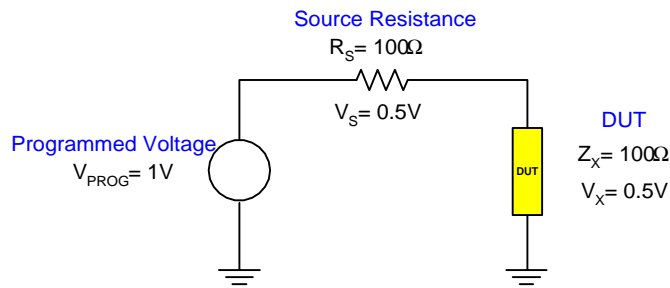 Source Resistance
R_S= 100Ω
V_S= 0.5V
Programmed Voltage
V_PROG= 1V
DUT
DUT
Z_X= 100Ω
V_X= 0.5V